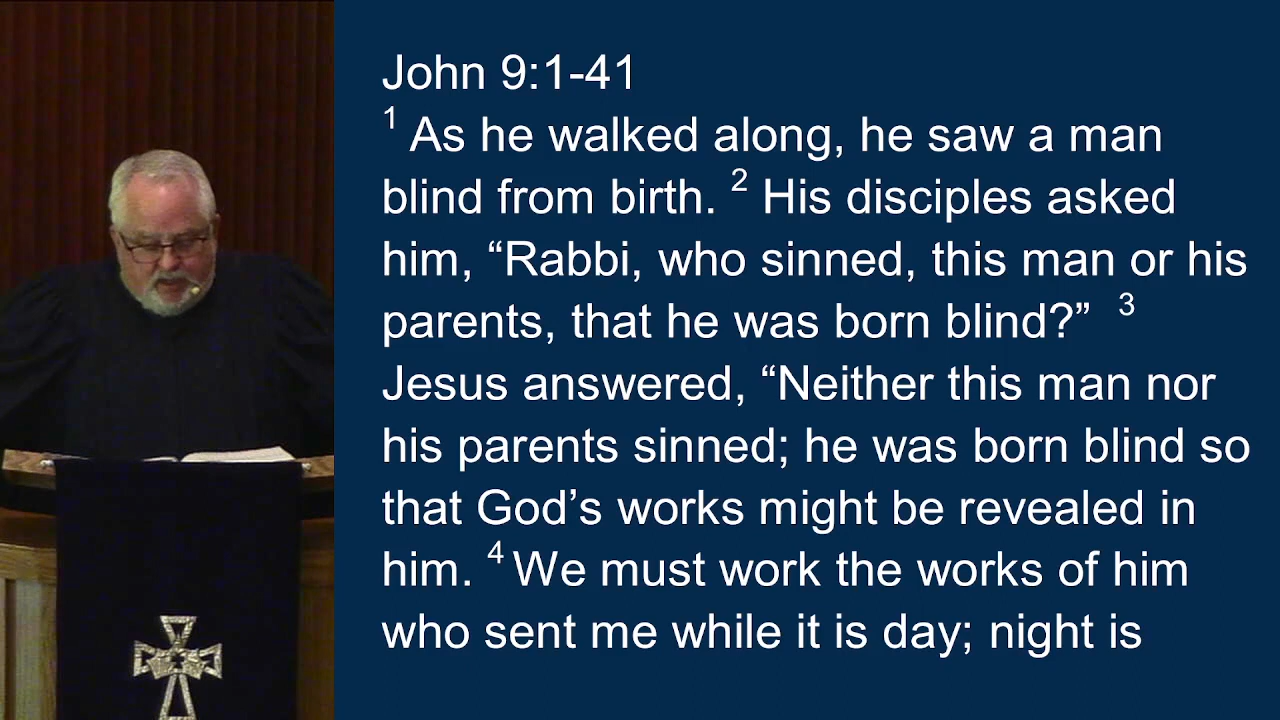 John 9:1-41
1 As he walked along, he saw a man
blind from birth. 2 His disciples asked
him, “Rabbi, who sinned, this man or his
parents, that he was born blind?” 3
Jesus answered, “Neither this man nor
his parents sinned; he was born blind so
that God’s works might be revealed in
him. 4 We must work the works of him
who sent me while it is day; night is